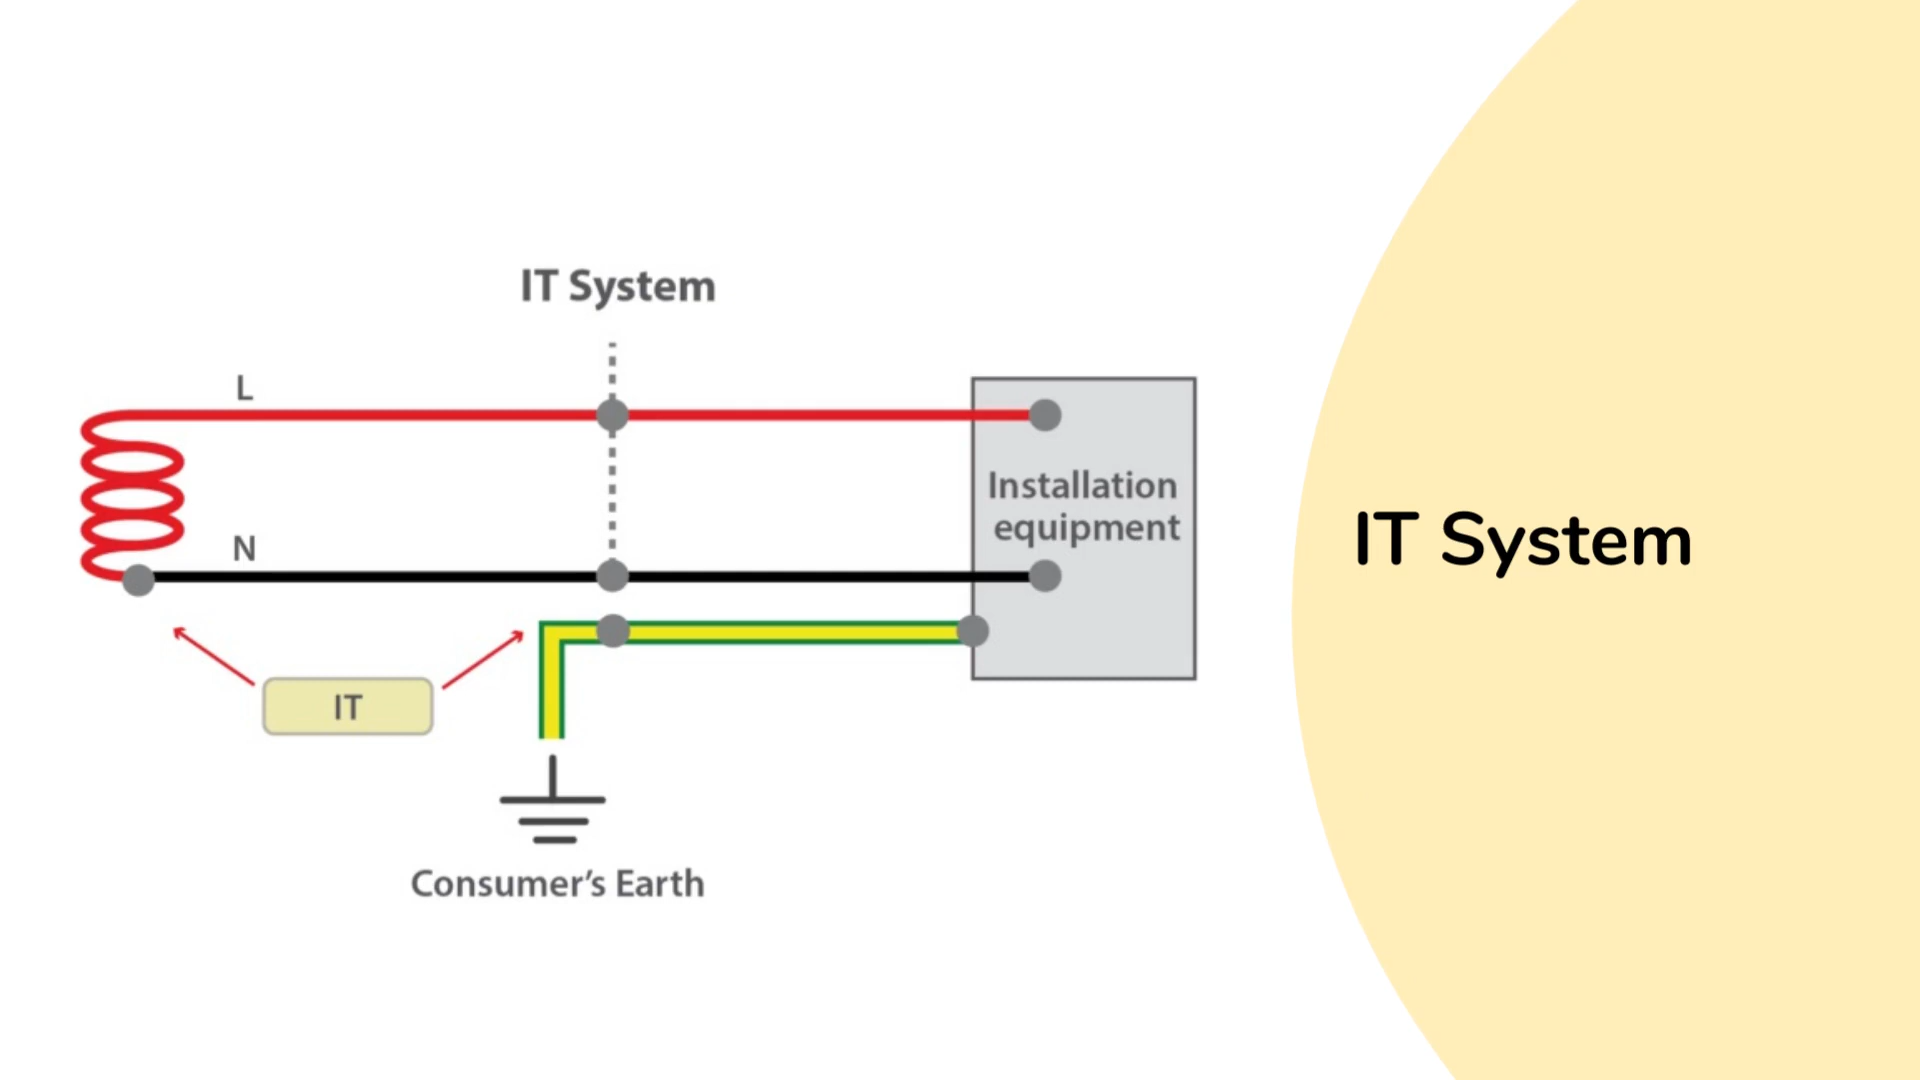 IT System
L
Installation
equipment
N
IT
Consumer’s Earth
IT System